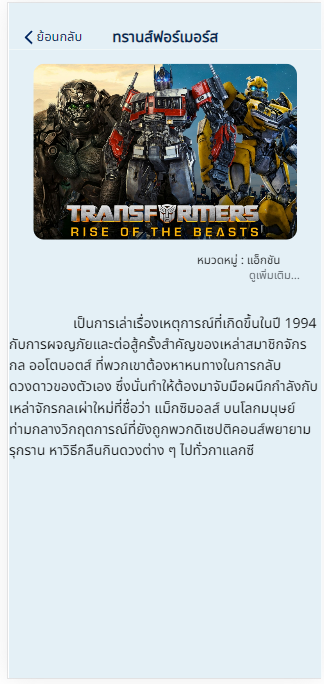 ย้อนกลับ ทรานส์ฟอร์เมอร์ส
TRANSFORMERS
RISE OF THE BEASTS
หมวดหมู่ : แอ็กชัน
ดูเพิ่มเติม...
เป็นการเล่าเรื่องเหตุการณ์ที่เกิดขึ้นในปี 1994
กับการผจญภัยและต่อสู้ครั้งสำคัญของเหล่าสมาชิกจักร
กล ออโตบอตส์ ที่พวกเขาต้องหาหนทางในการกลับ
ดวงดาวของตัวเอง ซึ่งนั่นทำให้ต้องมาจับมือผนึกกำลังกับ
เหล่าจักรกลเผ่าใหม่ที่ชื่อว่า แม็กซิมอลส์ บนโลกมนุษย์
ท่ามกลางวิกฤตการณ์ที่ยังถูกพวกดิเซปติคอนส์พยายาม
รุกราน หาวิธีกลืนกินดวงต่าง ๆ ไปทั่วกาแลกซี